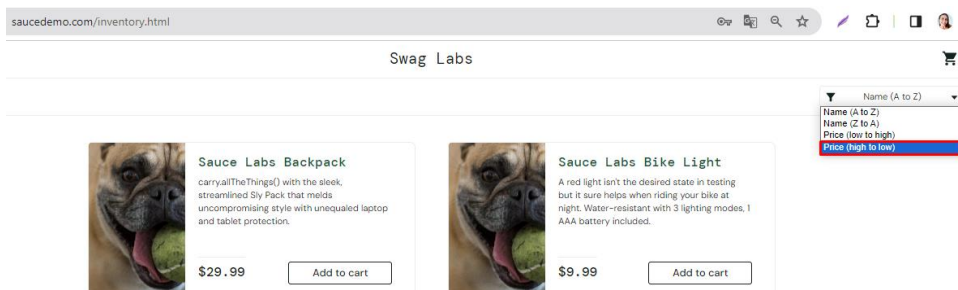 saucedemo.com/inventory.html
Swag Labs
Name (A to Z)
Name (A to Z)
Name (Z to A)
Price (low to high)
Price (high to low)
Sauce Labs Backpack
carry.allTheThings() with the sleek,
streamlined Sly Pack that melds
uncompromising style with unequaled laptop
and tablet protection.
$29.99
Add to cart
Sauce Labs Bike Light
A red light isn't the desired state in testing
but it sure helps when riding your bike at
night. Water-resistant with 3 lighting modes, 1
AAA battery included.
$9.99
Add to cart